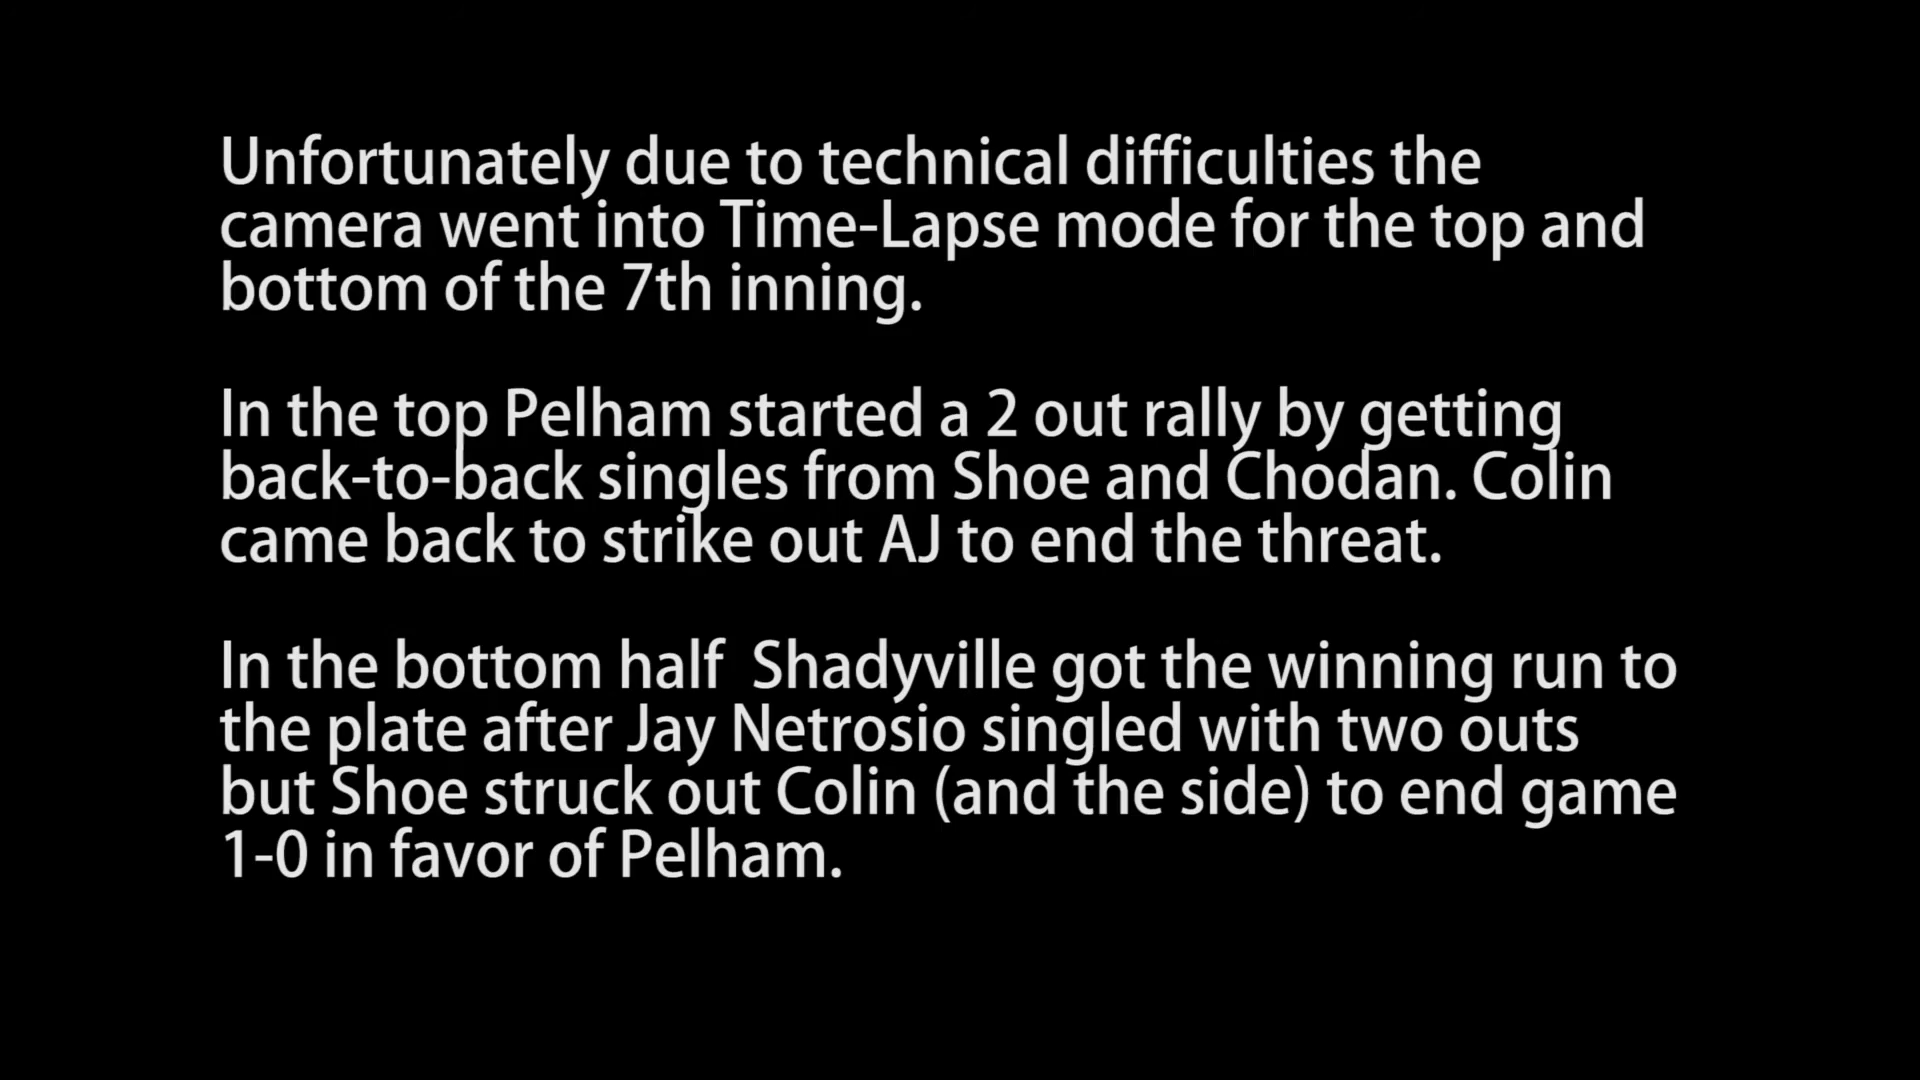 Unfortunately due to technical difficulties the
camera went into Time-Lapse mode for the top and
bottom of the 7th inning.
In the top Pelham started a 2 out rally by getting
back-to-back singles from Shoe and Chodan. Colin
came back to strike out AJ to end the threat.
In the bottom half  Shadyville got the winning run to
the plate after Jay Netrosio singled with two outs
but Shoe struck out Colin (and the side) to end game
1-0 in favor of Pelham.